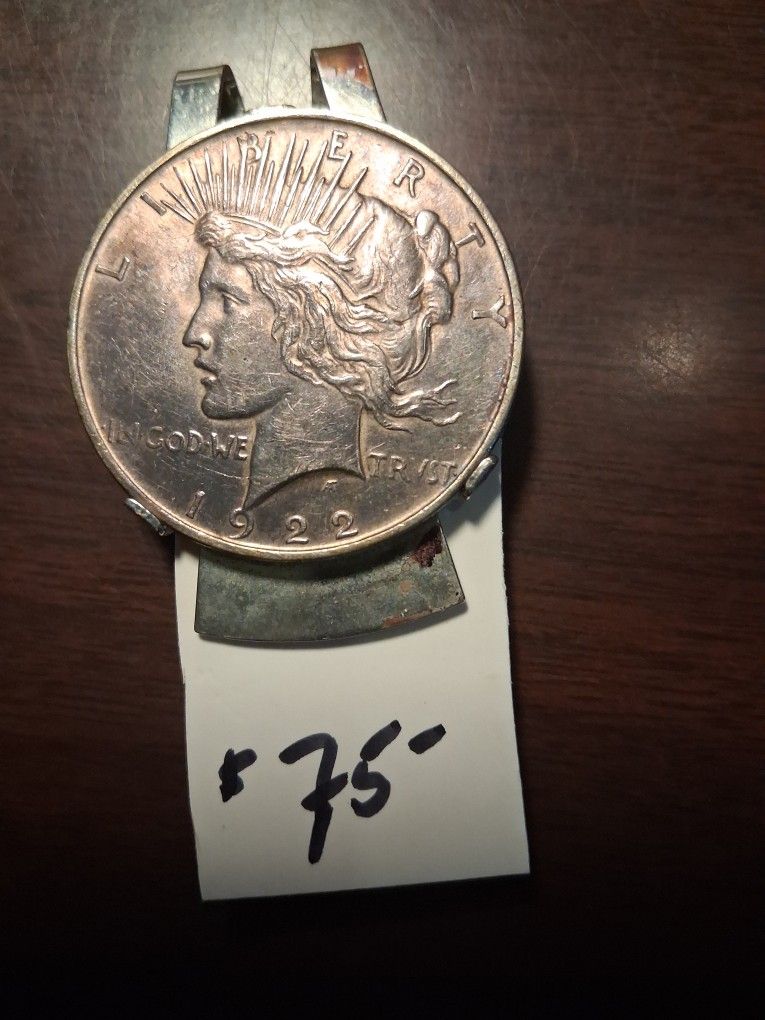 LIBERTY
IN GOD WE TRVST
1922
$75-